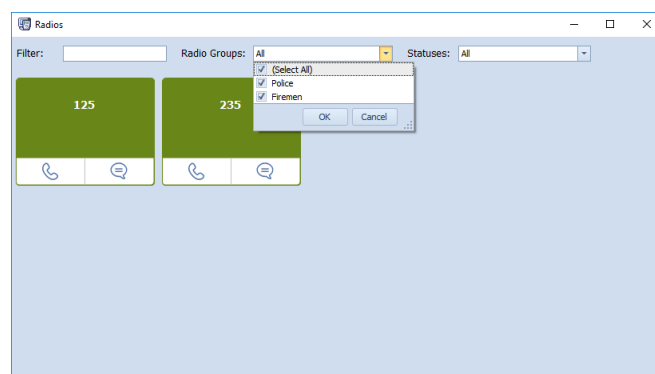 Radios
Filter: Radio Groups: All Statuses: All
(Select All)
Police
Firemen
OK Cancel
125 235